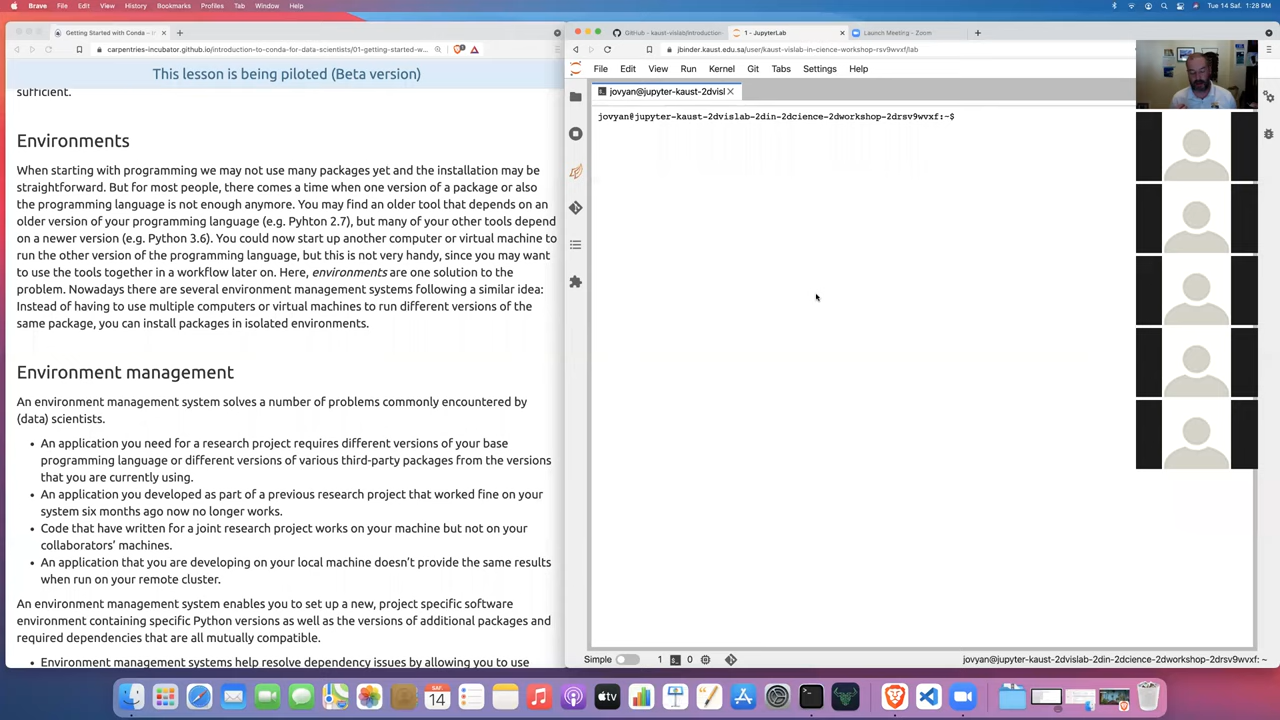 Brave File Edit View History Bookmarks Profiles Tab Window Help
Tue 14 Saf. 1:28 PM
Getting Started with Conda –
carpentries-incubator.github.io/introduction-to-conda-for-data-scientists/01-getting-started-w...
This lesson is being piloted (Beta version)
sufficient.
Environments
When starting with programming we may not use many packages yet and the installation may be
straightforward. But for most people, there comes a time when one version of a package or also
the programming language is not enough anymore. You may find an older tool that depends on an
older version of your programming language (e.g. Pyhton 2.7), but many of your other tools depend
on a newer version (e.g. Python 3.6). You could now start up another computer or virtual machine to
run the other version of the programming language, but this is not very handy, since you may want
to use the tools together in a workflow later on. Here, environments are one solution to the
problem. Nowadays there are several environment management systems following a similar idea:
Instead of having to use multiple computers or virtual machines to run different versions of the
same package, you can install packages in isolated environments.
Environment management
An environment management system solves a number of problems commonly encountered by
(data) scientists.
• An application you need for a research project requires different versions of your base
programming language or different versions of various third-party packages from the versions
that you are currently using.
• An application you developed as part of a previous research project that worked fine on your
system six months ago now no longer works.
• Code that have written for a joint research project works on your machine but not on your
collaborators’ machines.
• An application that you are developing on your local machine doesn’t provide the same results
when run on your remote cluster.
An environment management system enables you to set up a new, project specific software
environment containing specific Python versions as well as the versions of additional packages and
required dependencies that are all mutually compatible.
• Environment management systems help resolve dependency issues by allowing you to use
GitHub - kaust-vislab/introduction-
1 - JupyterLab
Launch Meeting - Zoom
jbinder.kaust.edu.sa/user/kaust-vislab-in-cience-workshop-rsv9wvxf/lab
File Edit View Run Kernel Git Tabs Settings Help
jovyan@jupyter-kaust-2dvisl
jovyan@jupyter-kaust-2dvislab-2din-2dcience-2dworkshop-2drsv9wvxf:~$
Simple 1 0
jovyan@jupyter-kaust-2dvislab-2din-2dcience-2dworkshop-2drsv9wvxf: ~
SAF.
14
tv